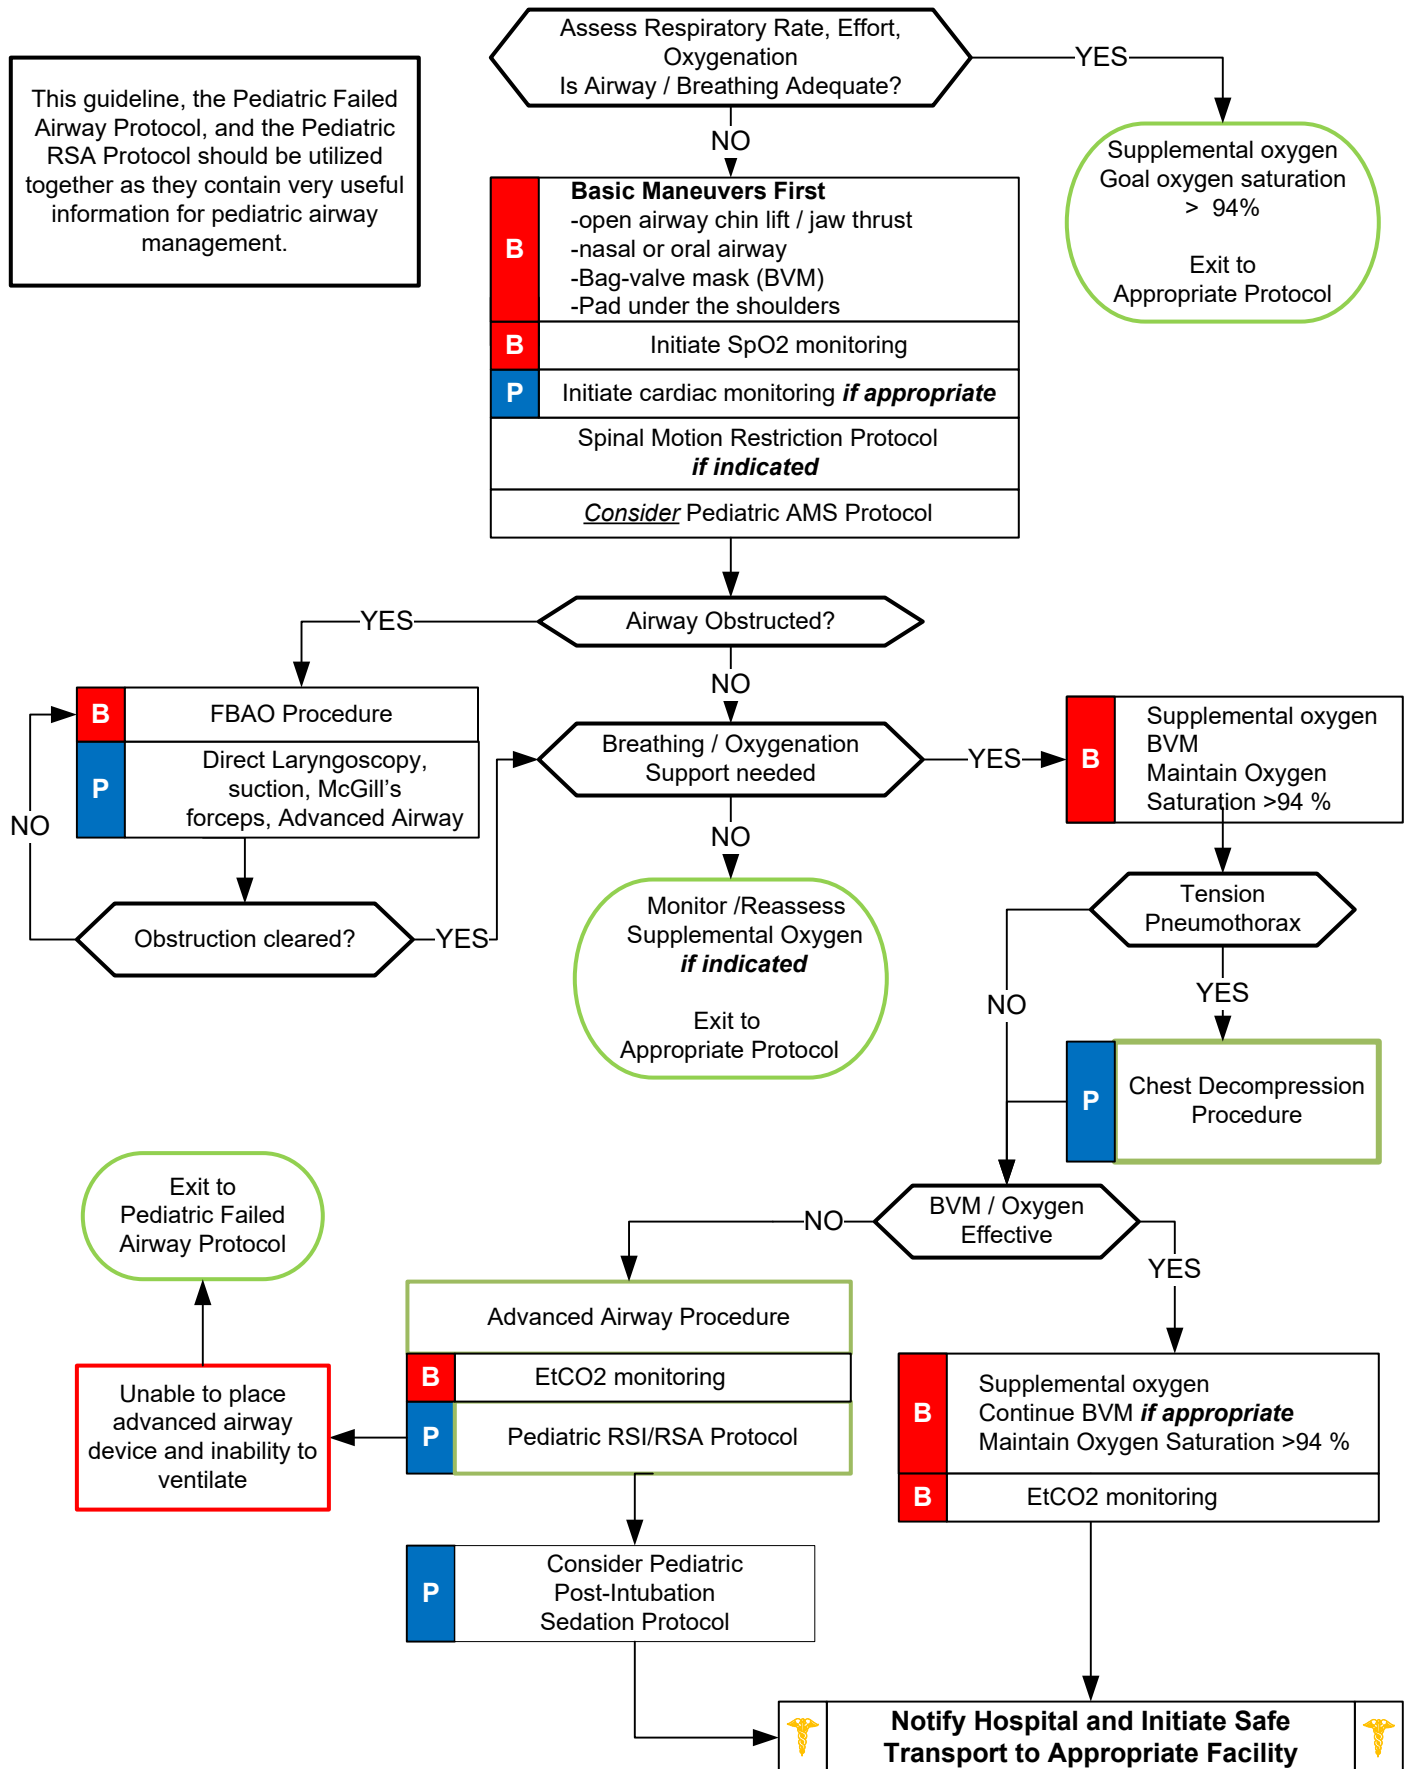 Assess Respiratory Rate, Effort,
Oxygenation
Is Airway / Breathing Adequate?
YES
This guideline, the Pediatric Failed
Airway Protocol, and the Pediatric
RSA Protocol should be utilized
together as they contain very useful
information for pediatric airway
management.
NO
Supplemental oxygen
Goal oxygen saturation
> 94%
Exit to
Appropriate Protocol
B
Basic Maneuvers First
-open airway chin lift / jaw thrust
-nasal or oral airway
-Bag-valve mask (BVM)
-Pad under the shoulders
B
Initiate SpO2 monitoring
P
Initiate cardiac monitoring if appropriate
Spinal Motion Restriction Protocol
if indicated
Consider Pediatric AMS Protocol
Airway Obstructed?
YES
NO
B
FBAO Procedure
P
Direct Laryngoscopy,
suction, McGill's
forceps, Advanced Airway
NO
Obstruction cleared?
YES
Breathing / Oxygenation
Support needed
YES
NO
Monitor /Reassess
Supplemental Oxygen
if indicated
Exit to
Appropriate Protocol
B
Supplemental oxygen
BVM
Maintain Oxygen
Saturation >94 %
Tension
Pneumothorax
NO
YES
P
Chest Decompression
Procedure
BVM / Oxygen
Effective
NO
YES
Exit to
Pediatric Failed
Airway Protocol
Unable to place
advanced airway
device and inability to
ventilate
Advanced Airway Procedure
B
EtCO2 monitoring
P
Pediatric RSI/RSA Protocol
B
Supplemental oxygen
Continue BVM if appropriate
Maintain Oxygen Saturation >94 %
B
EtCO2 monitoring
P
Consider Pediatric
Post-Intubation
Sedation Protocol
Notify Hospital and Initiate Safe
Transport to Appropriate Facility